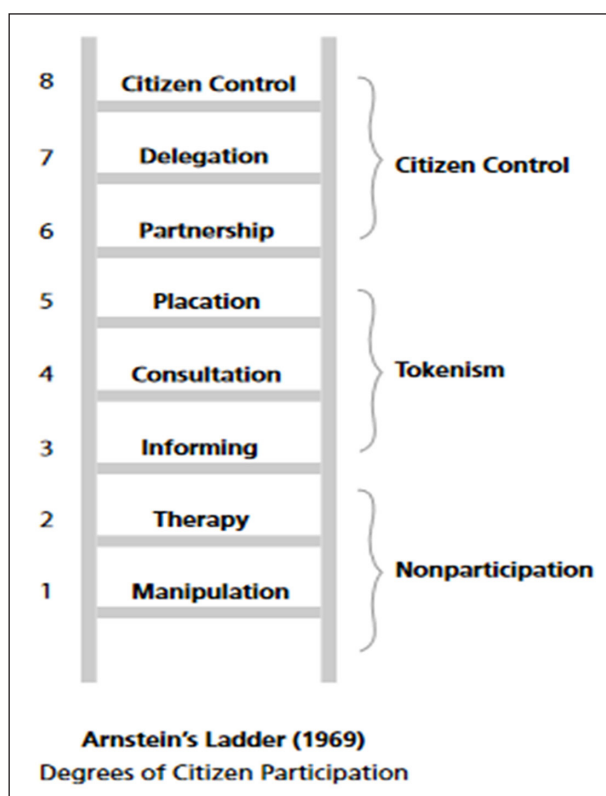 8 Citizen Control
7 Delegation
Citizen Control
6 Partnership
5 Placation
4 Consultation
Tokenism
3 Informing
2 Therapy
Nonparticipation
1 Manipulation
Arnstein's Ladder (1969)
Degrees of Citizen Participation